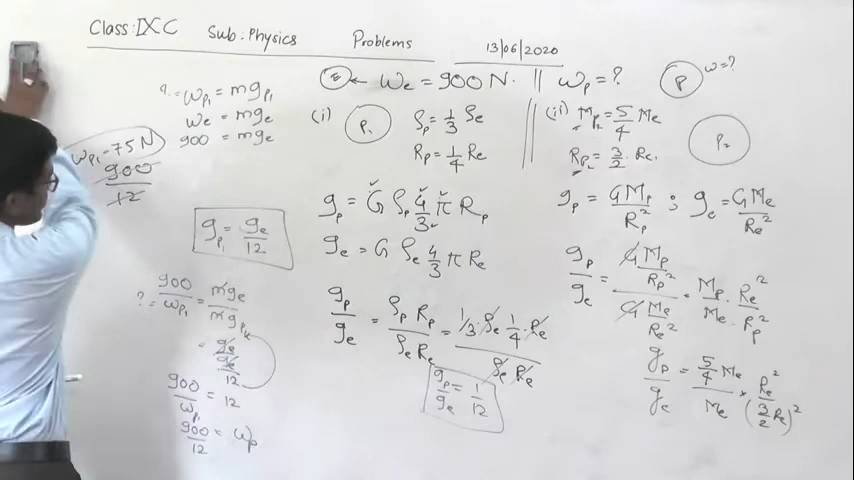 Class: IX C Sub: Physics Problems 13/06/2020
E ← We = 900 N. || Wp = ? P w=?
Wp₁ = mgp₁
We = mge
900 = mge
Wp₁ = 75 N
900/12
gp₁ = ge/12
? = 900/Wp₁ = mge/mgp₁
= ge/(ge/12)
900/Wp₁ = 12
900/12 = Wp
(i) P₁ ρp = 1/3 ρe
Rp = 1/4 Re
gp = G ρp 4/3 π Rp
ge = G ρe 4/3 π Re
gp/ge = ρp Rp/ρe Re = (1/3 · ρe 1/4 · Re)/(ρe Re)
gp/ge = 1/12
(ii) Mp₂ = 5/4 Me P₂
Rp₂ = 3/2 · Re.
gp = GMp/Rp² ; ge = GMe/Re²
gp/ge = (GMp/Rp²)/(GMe/Re²) = Mp/Me · Re²/Rp²
gp/ge = (5/4 Me)/Me × Re²/(3/2 Re)²